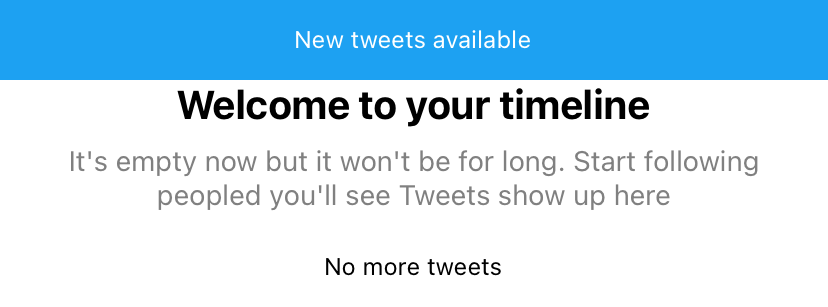 New tweets available
Welcome to your timeline
It's empty now but it won't be for long. Start following
peopled you'll see Tweets show up here
No more tweets